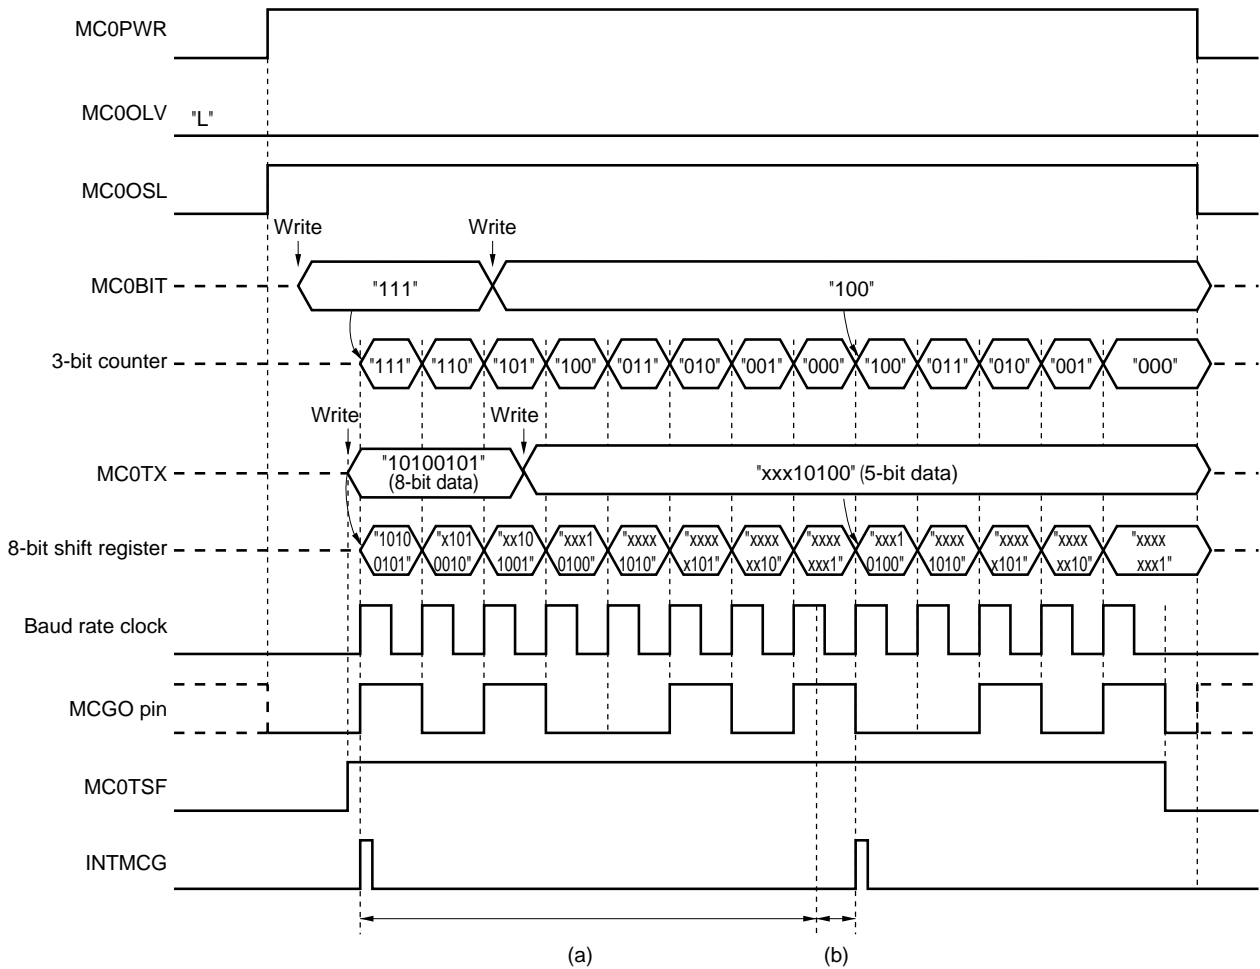 MC0PWR
MC0OLV "L"
MC0OSL
Write Write
MC0BIT "111" "100"
3-bit counter "111" "110" "101" "100" "011" "010" "001" "000" "100" "011" "010" "001" "000"
Write Write
MC0TX "10100101" "xxx10100" (5-bit data)
(8-bit data)
8-bit shift register "1010 "x101 "xx10 "xxx1 "xxxx "xxxx "xxxx "xxxx "xxx1 "xxxx "xxxx "xxxx "xxxx
0101" 0010" 1001" 0100" 1010" x101" xx10" xxx1" 0100" 1010" x101" xx10" xxx1"
Baud rate clock
MCGO pin
MC0TSF
INTMCG
(a) (b)